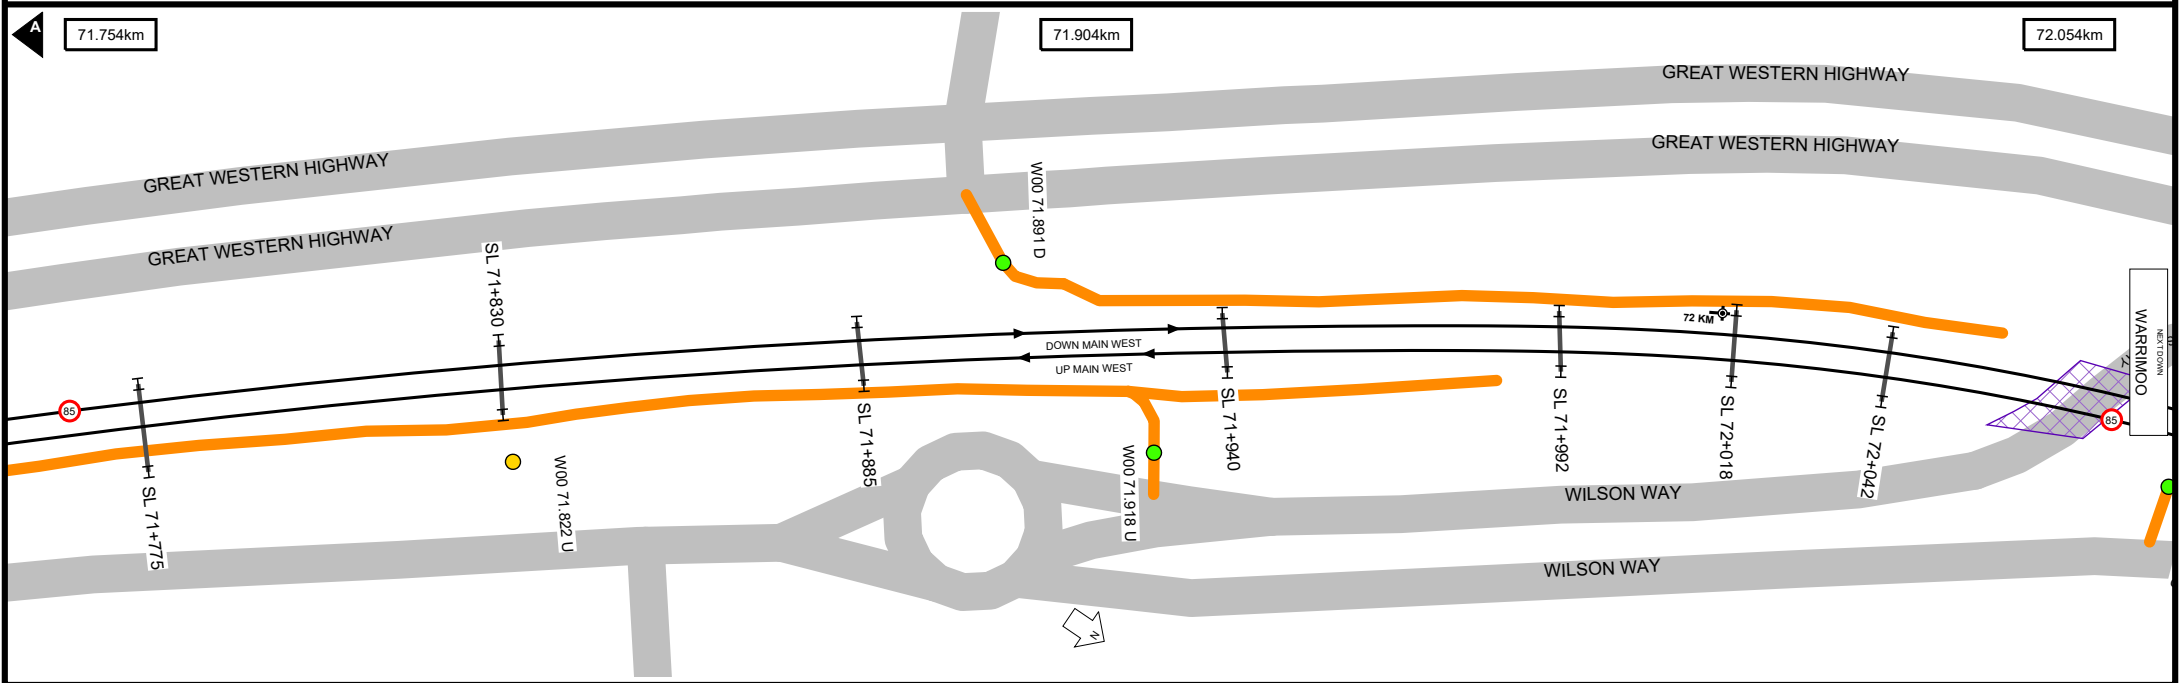 A
71.754km
71.904km
72.054km
GREAT WESTERN HIGHWAY
GREAT WESTERN HIGHWAY
GREAT WESTERN HIGHWAY
GREAT WESTERN HIGHWAY
W00 71.891 D
SL 71+830
72 KM
DOWN MAIN WEST
UP MAIN WEST
NEXT DOWN
WARRIMOO
85
85
SL 71+775
W00 71.822 U
SL 71+885
W00 71.918 U
SL 71+940
SL 71+992
SL 72+018
SL 72+042
WILSON WAY
WILSON WAY
N